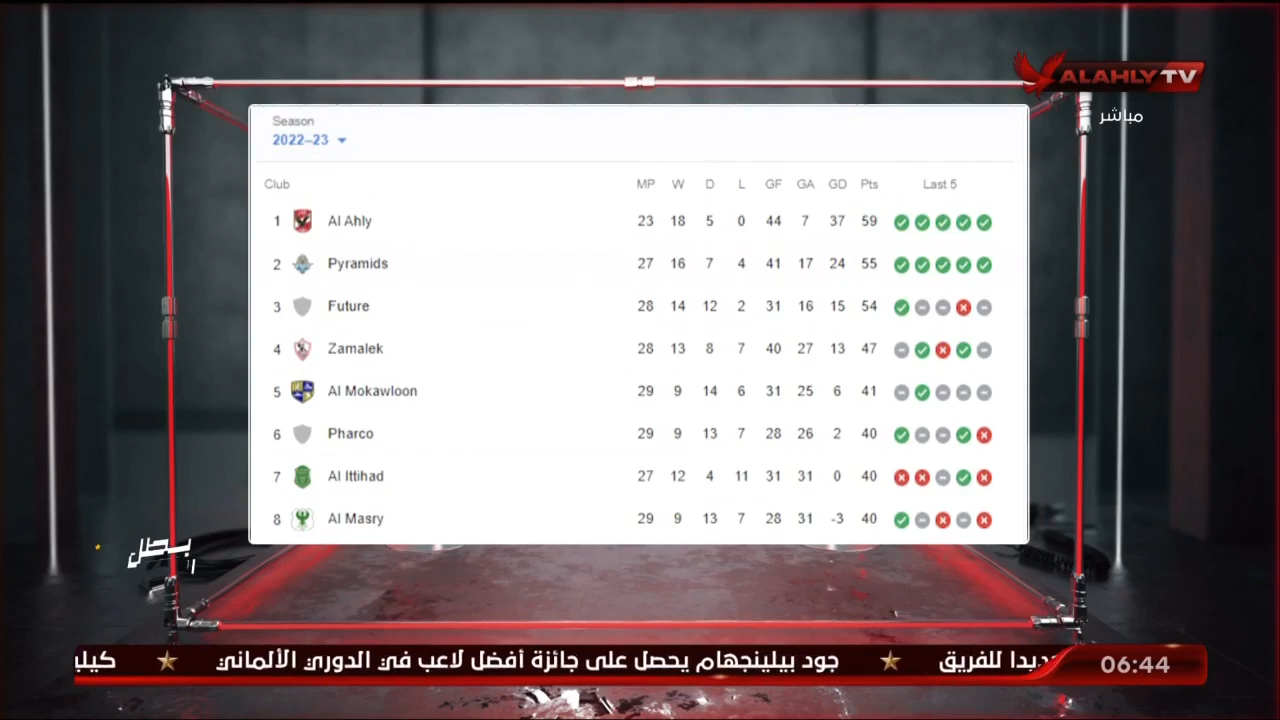 ALAHLY TV
مباشر
Season
2022–23
Club MP W D L GF GA GD Pts Last 5
1 Al Ahly 23 18 5 0 44 7 37 59
2 Pyramids 27 16 7 4 41 17 24 55
3 Future 28 14 12 2 31 16 15 54
4 Zamalek 28 13 8 7 40 27 13 47
5 Al Mokawloon 29 9 14 6 31 25 6 41
6 Pharco 29 9 13 7 28 26 2 40
7 Al Ittihad 27 12 4 11 31 31 0 40
8 Al Masry 29 9 13 7 28 31 -3 40
للفريق ★ جود بيلينجهام يحصل على جائزة أفضل لاعب في الدوري الألماني ★
06:44